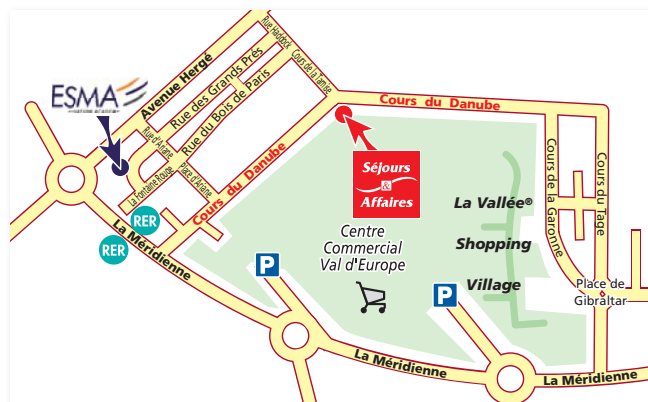 ESMA
Avenue Hergé
Rue Haddock
Rue des Grands Prés
Rue du Bois de Paris
Cours de la Tamise
Rue d'Ariane
Place d'Ariane
La Fontaine Rouge
Cours du Danube
Cours du Danube
Séjours
&
Affaires
RER
RER
La Méridienne
Centre
Commercial
Val d'Europe
P
P
La Vallée®
Shopping
Village
Cours de la Garonne
Cours du Tage
Place de
Gibraltar
La Méridienne
La Méridienne